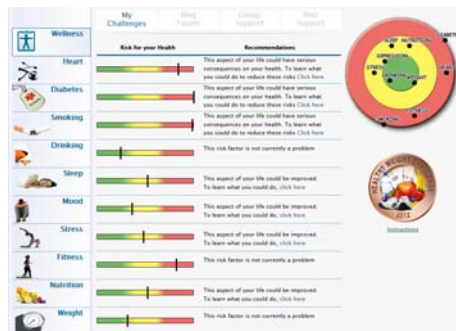 My
Challenges
Blog
Group
Support
Peer
Support
Wellness
Risk for your Health
Recommendations
Heart
This aspect of your life could have serious
consequences on your health. To learn what
you could do to reduce these risks Click here
Diabetes
This aspect of your life could have serious
consequences on your health. To learn what
you could do to reduce these risks Click here
Smoking
This aspect of your life could have serious
consequences on your health. To learn what
you could do to reduce these risks Click here
Drinking
This risk factor is not currently a problem
Sleep
This aspect of your life could be improved.
To learn what you could do, click here
Mood
This aspect of your life could be improved.
To learn what you could do, click here
Stress
This aspect of your life could be improved.
To learn what you could do, click here
Fitness
This risk factor is not currently a problem
Nutrition
This aspect of your life could be improved.
To learn what you could do, click here
Weight
This risk factor is not currently a problem
SLEEP
NUTRITION
STRESS
DRINKING
WEIGHT
FITNESS
SMOKING
HEALTHY WEIGHT
2012
Instructions